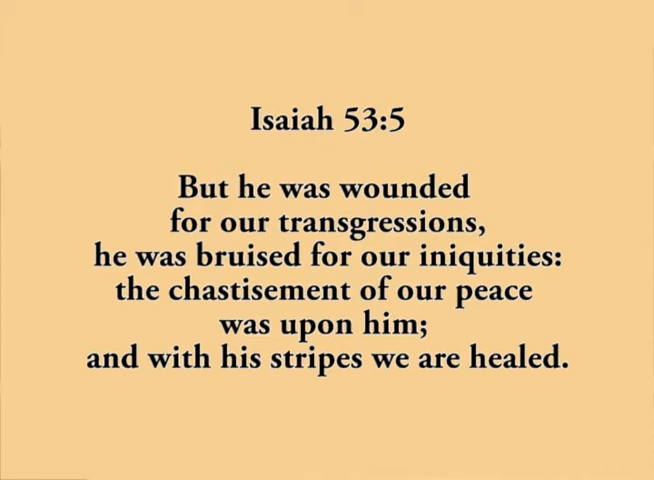 Isaiah 53:5
But he was wounded
for our transgressions,
he was bruised for our iniquities:
the chastisement of our peace
was upon him;
and with his stripes we are healed.